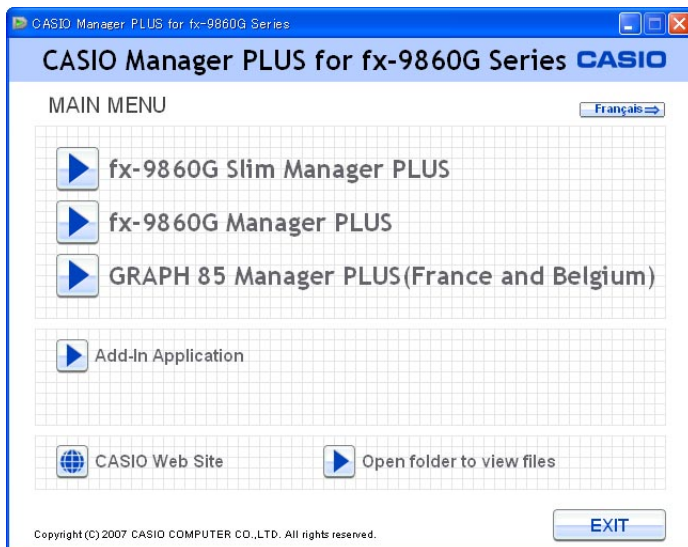 CASIO Manager PLUS for fx-9860G Series
CASIO Manager PLUS for fx-9860G Series CASIO
MAIN MENU
Français⇒
fx-9860G Slim Manager PLUS
fx-9860G Manager PLUS
GRAPH 85 Manager PLUS(France and Belgium)
Add-In Application
CASIO Web Site
Open folder to view files
EXIT
Copyright (C) 2007 CASIO COMPUTER CO.,LTD. All rights reserved.